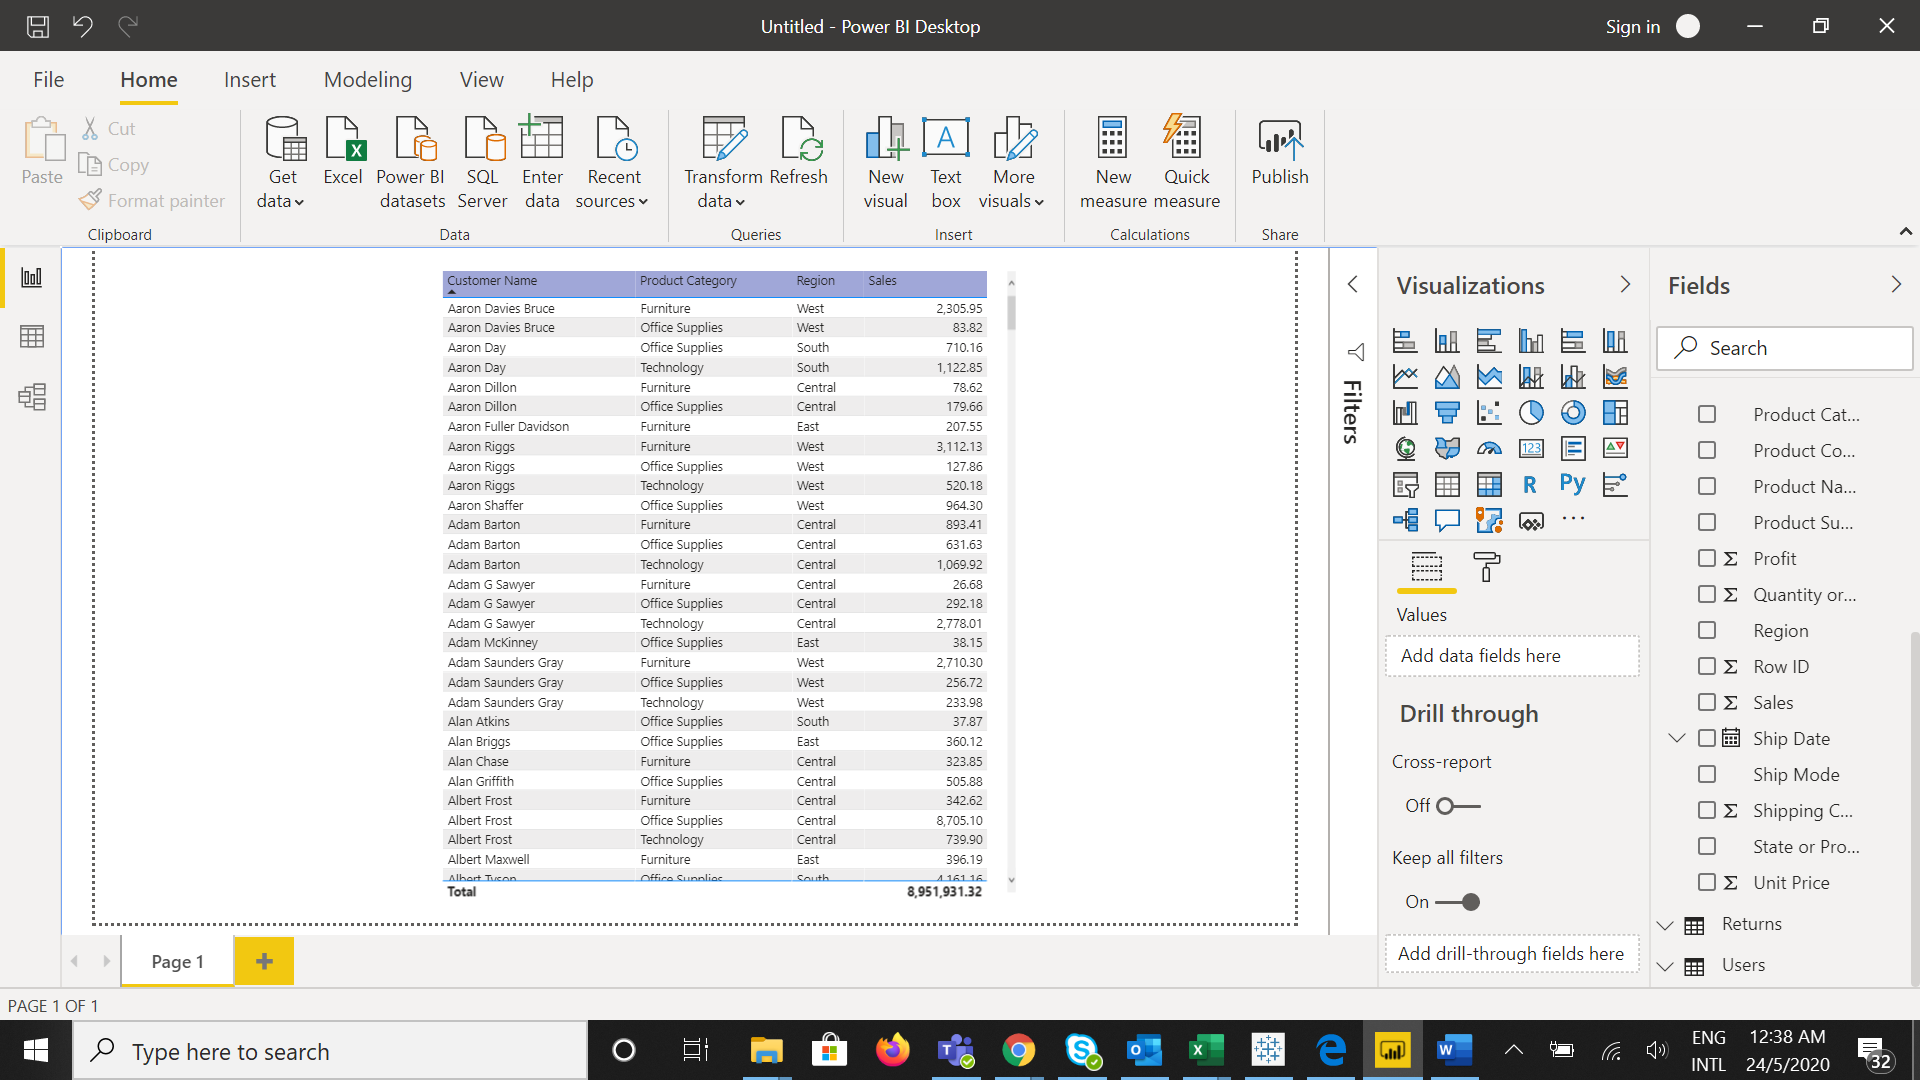 Untitled - Power BI Desktop
Sign in
File Home Insert Modeling View Help
Paste
Cut
Copy
Format painter
Clipboard
Get data
Excel
Power BI datasets
SQL Server
Enter data
Recent sources
Data
Transform data
Refresh
Queries
New visual
A
Text box
More visuals
Insert
New measure
Quick measure
Calculations
Publish
Share
Customer Name Product Category Region Sales
Aaron Davies Bruce Furniture West 2,305.95
Aaron Davies Bruce Office Supplies West 83.82
Aaron Day Office Supplies South 710.16
Aaron Day Technology South 1,122.85
Aaron Dillon Furniture Central 78.62
Aaron Dillon Office Supplies Central 179.66
Aaron Fuller Davidson Furniture East 207.55
Aaron Riggs Furniture West 3,112.13
Aaron Riggs Office Supplies West 127.86
Aaron Riggs Technology West 520.18
Aaron Shaffer Office Supplies West 964.30
Adam Barton Furniture Central 893.41
Adam Barton Office Supplies Central 631.63
Adam Barton Technology Central 1,069.92
Adam G Sawyer Furniture Central 26.68
Adam G Sawyer Office Supplies Central 292.18
Adam G Sawyer Technology Central 2,778.01
Adam McKinney Office Supplies East 38.15
Adam Saunders Gray Furniture West 2,710.30
Adam Saunders Gray Office Supplies West 256.72
Adam Saunders Gray Technology West 233.98
Alan Atkins Office Supplies South 37.87
Alan Briggs Office Supplies East 360.12
Alan Chase Furniture Central 323.85
Alan Griffith Office Supplies Central 505.88
Albert Frost Furniture Central 342.62
Albert Frost Office Supplies Central 8,705.10
Albert Frost Technology Central 739.90
Albert Maxwell Furniture East 396.19
Albert Tyson Office Supplies South 4,161.16
Total 8,951,931.32
Filters
Visualizations
123
R Py
Values
Add data fields here
Drill through
Cross-report
Off
Keep all filters
On
Add drill-through fields here
Fields
Search
Product Cat...
Product Co...
Product Na...
Product Su...
Σ Profit
Σ Quantity or...
Region
Σ Row ID
Σ Sales
Ship Date
Ship Mode
Σ Shipping C...
State or Pro...
Σ Unit Price
Returns
Users
Page 1
PAGE 1 OF 1
Type here to search
ENG
INTL
12:38 AM
24/5/2020
32